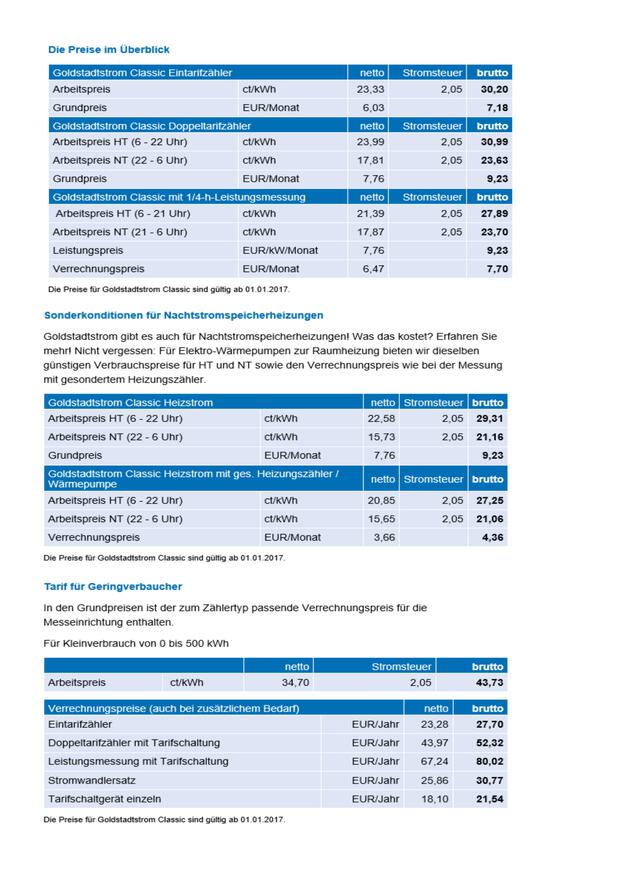 Die Preise im Überblick
Goldstadtstrom Classic Eintarifzähler netto Stromsteuer brutto
Arbeitspreis ct/kWh 23,33 2,05 30,20
Grundpreis EUR/Monat 6,03 7,18
Goldstadtstrom Classic Doppeltarifzähler netto Stromsteuer brutto
Arbeitspreis HT (6 - 22 Uhr) ct/kWh 23,99 2,05 30,99
Arbeitspreis NT (22 - 6 Uhr) ct/kWh 17,81 2,05 23,63
Grundpreis EUR/Monat 7,76 9,23
Goldstadtstrom Classic mit 1/4-h-Leistungsmessung netto Stromsteuer brutto
Arbeitspreis HT (6 - 21 Uhr) ct/kWh 21,39 2,05 27,89
Arbeitspreis NT (21 - 6 Uhr) ct/kWh 17,87 2,05 23,70
Leistungspreis EUR/kW/Monat 7,76 9,23
Verrechnungspreis EUR/Monat 6,47 7,70
Die Preise für Goldstadtstrom Classic sind gültig ab 01.01.2017.
Sonderkonditionen für Nachtstromspeicherheizungen
Goldstadtstrom gibt es auch für Nachtstromspeicherheizungen! Was das kostet? Erfahren Sie
mehr! Nicht vergessen: Für Elektro-Wärmepumpen zur Raumheizung bieten wir dieselben
günstigen Verbrauchspreise für HT und NT sowie den Verrechnungspreis wie bei der Messung
mit gesondertem Heizungszähler.
Goldstadtstrom Classic Heizstrom netto Stromsteuer brutto
Arbeitspreis HT (6 - 22 Uhr) ct/kWh 22,58 2,05 29,31
Arbeitspreis NT (22 - 6 Uhr) ct/kWh 15,73 2,05 21,16
Grundpreis EUR/Monat 7,76 9,23
Goldstadtstrom Classic Heizstrom mit ges. Heizungszähler /
Wärmepumpe netto Stromsteuer brutto
Arbeitspreis HT (6 - 22 Uhr) ct/kWh 20,85 2,05 27,25
Arbeitspreis NT (22 - 6 Uhr) ct/kWh 15,65 2,05 21,06
Verrechnungspreis EUR/Monat 3,66 4,36
Die Preise für Goldstadtstrom Classic sind gültig ab 01.01.2017.
Tarif für Geringverbaucher
In den Grundpreisen ist der zum Zählertyp passende Verrechnungspreis für die
Messeinrichtung enthalten.
Für Kleinverbrauch von 0 bis 500 kWh
netto Stromsteuer brutto
Arbeitspreis ct/kWh 34,70 2,05 43,73
Verrechnungspreise (auch bei zusätzlichem Bedarf) netto brutto
Eintarifzähler EUR/Jahr 23,28 27,70
Doppeltarifzähler mit Tarifschaltung EUR/Jahr 43,97 52,32
Leistungsmessung mit Tarifschaltung EUR/Jahr 67,24 80,02
Stromwandlersatz EUR/Jahr 25,86 30,77
Tarifschaltgerät einzeln EUR/Jahr 18,10 21,54
Die Preise für Goldstadtstrom Classic sind gültig ab 01.01.2017.